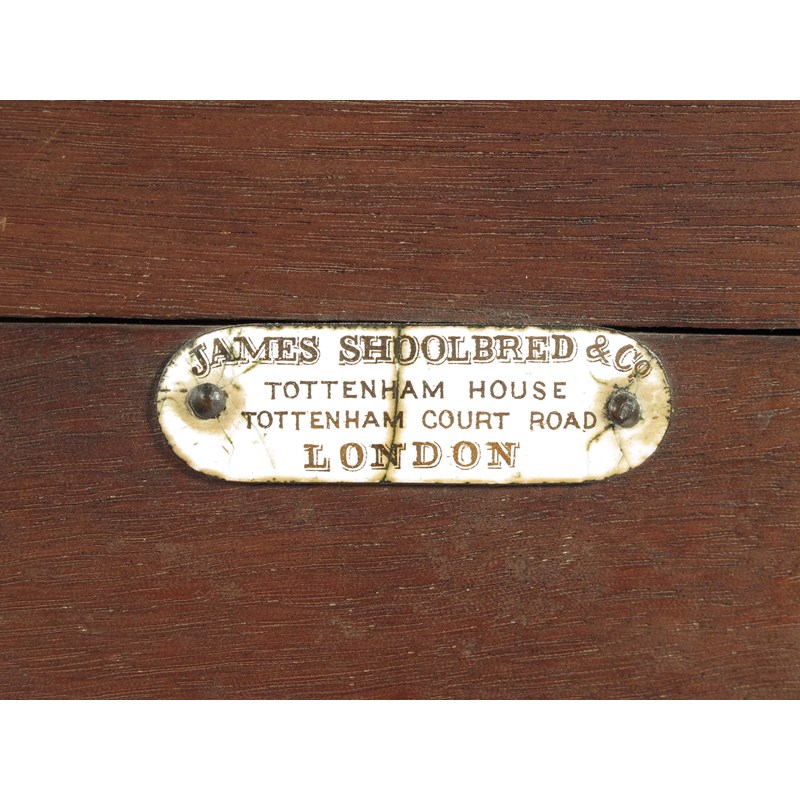 JAMES SHOOLBRED & Co
TOTTENHAM HOUSE
TOTTENHAM COURT ROAD
LONDON